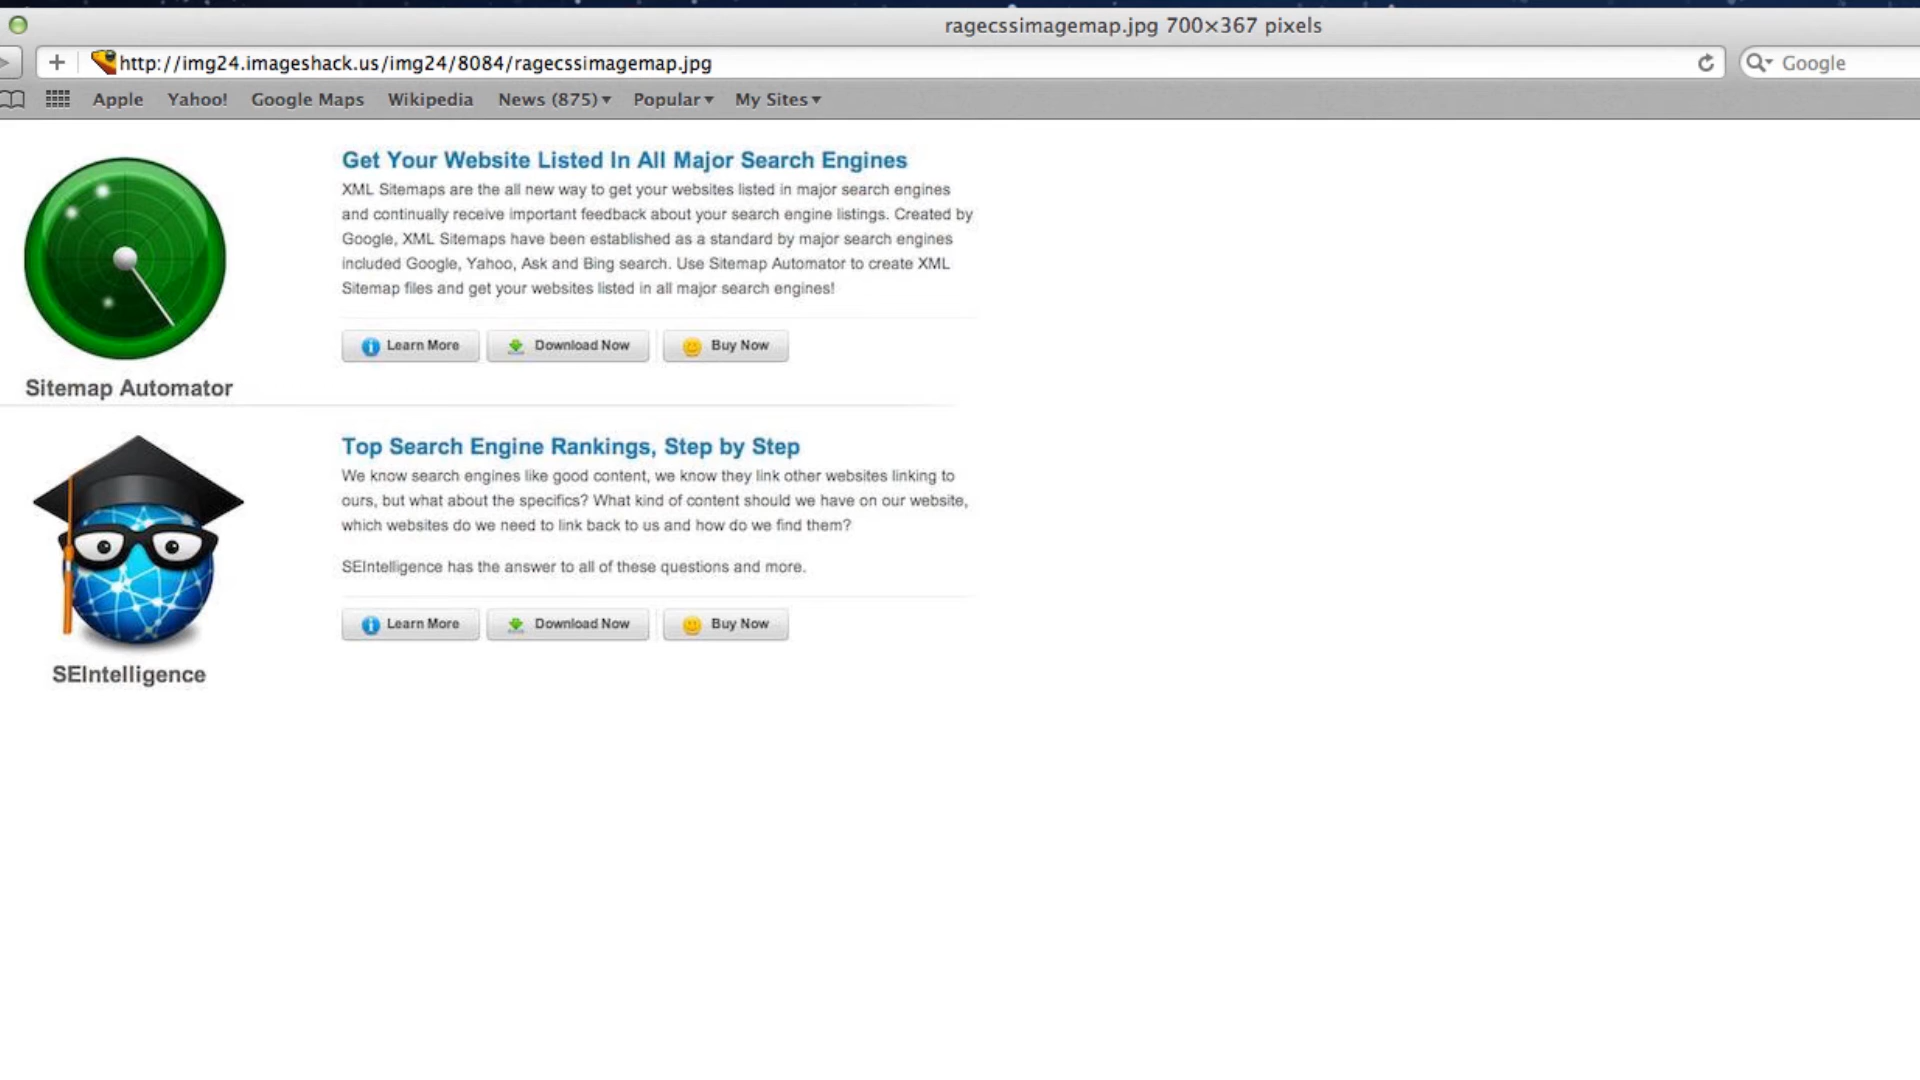 ragecssimagemap.jpg 700×367 pixels
http://img24.imageshack.us/img24/8084/ragecssimagemap.jpg
Google
Apple Yahoo! Google Maps Wikipedia News (875)▾ Popular▾ My Sites▾
Get Your Website Listed In All Major Search Engines
XML Sitemaps are the all new way to get your websites listed in major search engines
and continually receive important feedback about your search engine listings. Created by
Google, XML Sitemaps have been established as a standard by major search engines
included Google, Yahoo, Ask and Bing search. Use Sitemap Automator to create XML
Sitemap files and get your websites listed in all major search engines!
Learn More Download Now Buy Now
Sitemap Automator
Top Search Engine Rankings, Step by Step
We know search engines like good content, we know they link other websites linking to
ours, but what about the specifics? What kind of content should we have on our website,
which websites do we need to link back to us and how do we find them?
SEIntelligence has the answer to all of these questions and more.
Learn More Download Now Buy Now
SEIntelligence